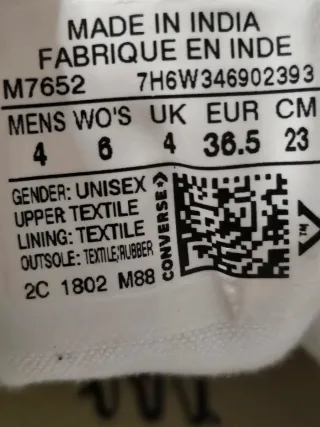 MADE IN INDIA
FABRIQUE EN INDE
M7652 7H6W346902393
MENS WO'S UK EUR CM
4 6 4 36.5 23
GENDER: UNISEX
UPPER TEXTILE
LINING: TEXTILE
OUTSOLE: TEXTILE/RUBBER
2C 1802 M88
CONVERSE
TM